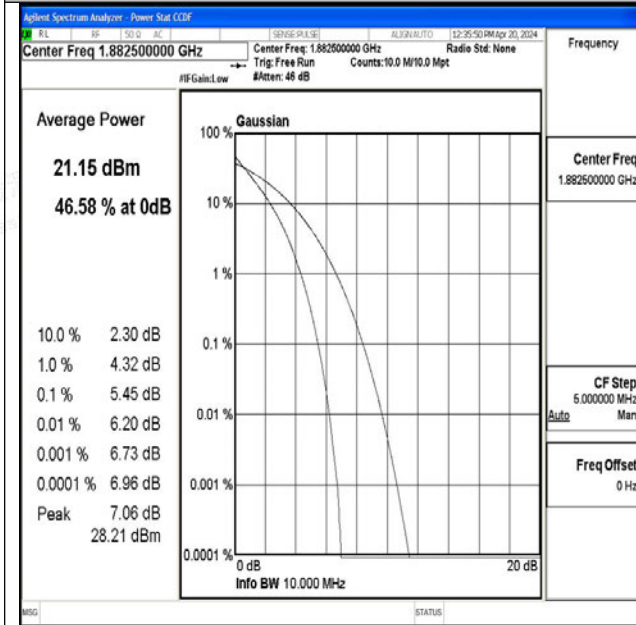 Agilent Spectrum Analyzer - Power Stat CCDF
RL RF 50 Ω AC SENSE:PULSE ALIGN AUTO 12:35:50 PM Apr 20, 2024
Center Freq 1.882500000 GHz
Center Freq: 1.882500000 GHz Radio Std: None
Trig: Free Run Counts:10.0 M/10.0 Mpt
#IFGain:Low #Atten: 46 dB
Frequency
Average Power
21.15 dBm
46.58 % at 0dB
10.0 % 2.30 dB
1.0 % 4.32 dB
0.1 % 5.45 dB
0.01 % 6.20 dB
0.001 % 6.73 dB
0.0001 % 6.96 dB
Peak 7.06 dB
28.21 dBm
Gaussian
100 %
10 %
1 %
0.1 %
0.01 %
0.001 %
0.0001 %
0 dB 20 dB
Info BW 10.000 MHz
Center Freq
1.882500000 GHz
CF Step
5.000000 MHz
Auto Man
Freq Offset
0 Hz
MSG STATUS